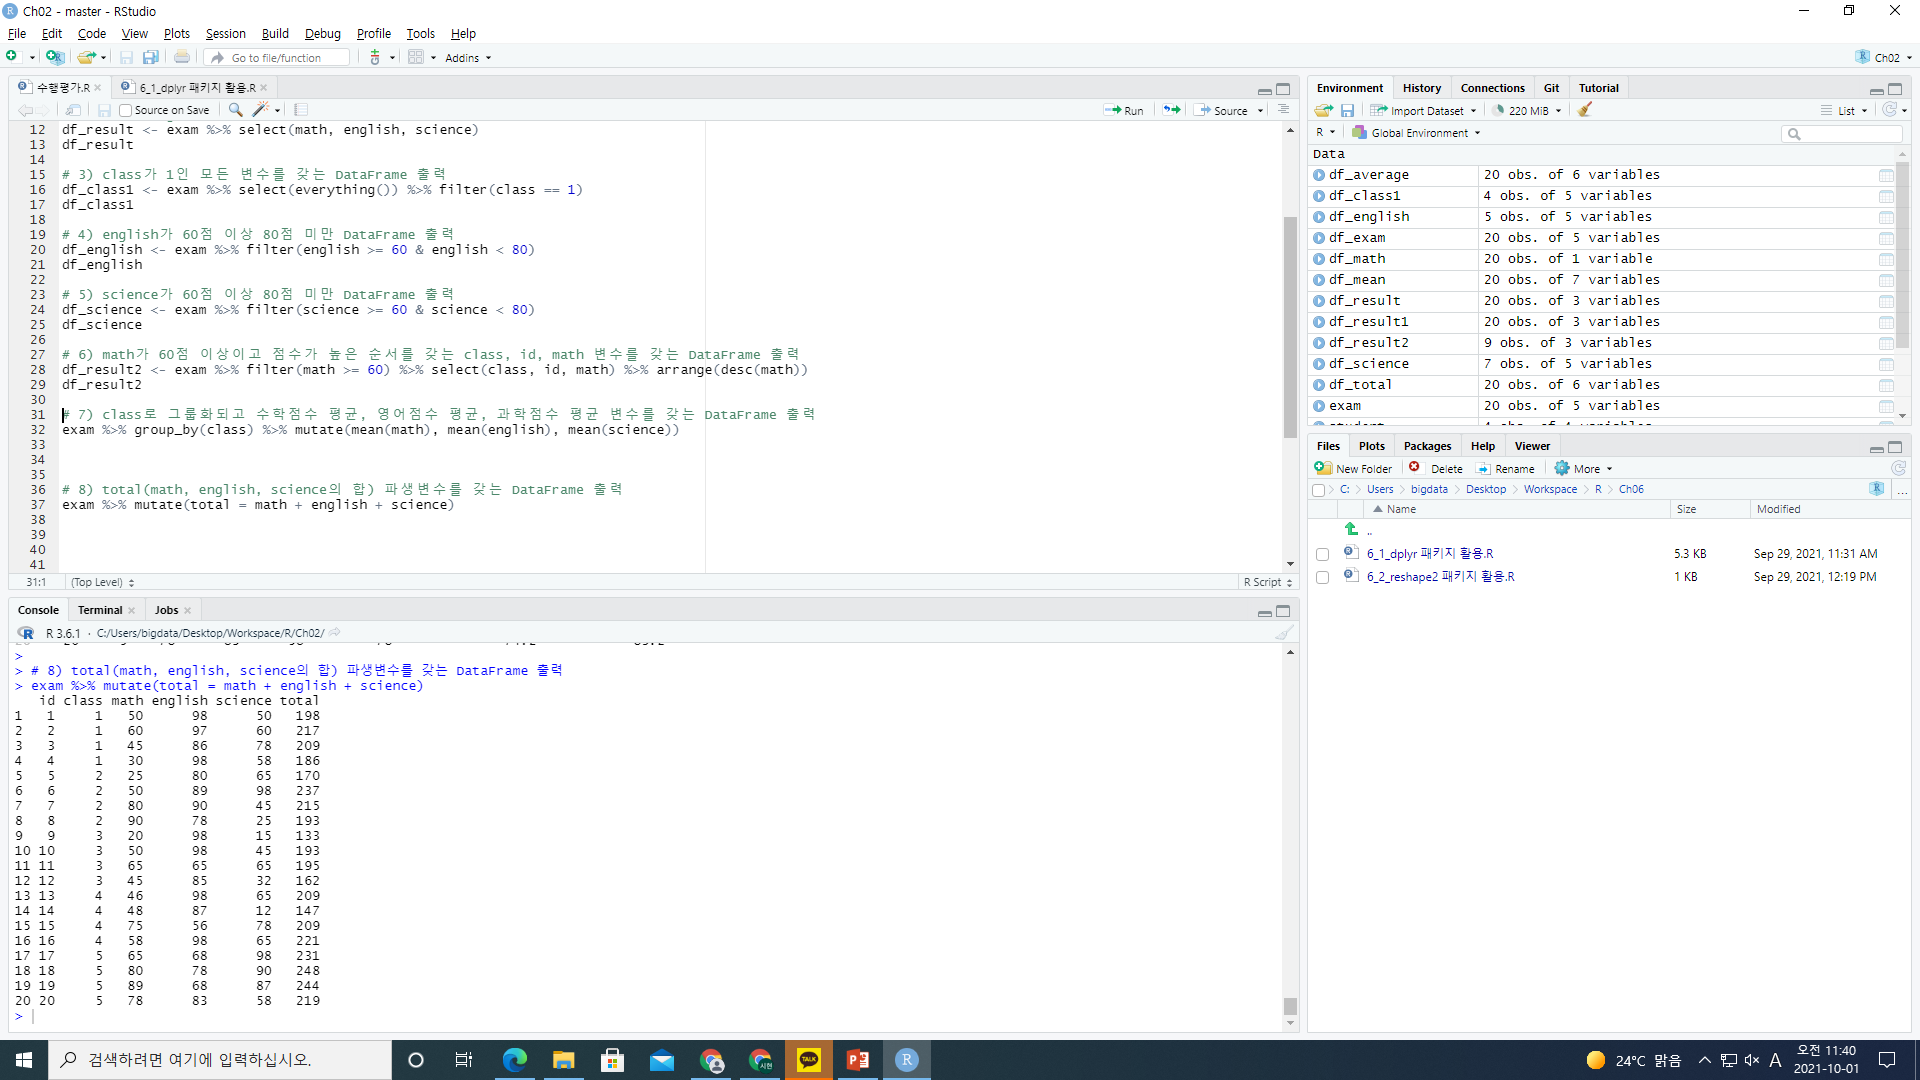 Ch02 - master - RStudio
File Edit Code View Plots Session Build Debug Profile Tools Help
Go to file/function Addins Ch02
수행평가.R 6_1_dplyr 패키지 활용.R
Source on Save Run Source
12 df_result <- exam %>% select(math, english, science)
13 df_result
14
15 # 3) class가 1인 모든 변수를 갖는 DataFrame 출력
16 df_class1 <- exam %>% select(everything()) %>% filter(class == 1)
17 df_class1
18
19 # 4) english가 60점 이상 80점 미만 DataFrame 출력
20 df_english <- exam %>% filter(english >= 60 & english < 80)
21 df_english
22
23 # 5) science가 60점 이상 80점 미만 DataFrame 출력
24 df_science <- exam %>% filter(science >= 60 & science < 80)
25 df_science
26
27 # 6) math가 60점 이상이고 점수가 높은 순서를 갖는 class, id, math 변수를 갖는 DataFrame 출력
28 df_result2 <- exam %>% filter(math >= 60) %>% select(class, id, math) %>% arrange(desc(math))
29 df_result2
30
31 # 7) class로 그룹화되고 수학점수 평균, 영어점수 평균, 과학점수 평균 변수를 갖는 DataFrame 출력
32 exam %>% group_by(class) %>% mutate(mean(math), mean(english), mean(science))
33
34
35
36 # 8) total(math, english, science의 합) 파생변수를 갖는 DataFrame 출력
37 exam %>% mutate(total = math + english + science)
38
39
40
41
31:1 (Top Level) R Script
Console Terminal Jobs
R 3.6.1 · C:/Users/bigdata/Desktop/Workspace/R/Ch02/
>
> # 8) total(math, english, science의 합) 파생변수를 갖는 DataFrame 출력
> exam %>% mutate(total = math + english + science)
id class math english science total
1 1 1 50 98 50 198
2 2 1 60 97 60 217
3 3 1 45 86 78 209
4 4 1 30 98 58 186
5 5 2 25 80 65 170
6 6 2 50 89 98 237
7 7 2 80 90 45 215
8 8 2 90 78 25 193
9 9 3 20 98 15 133
10 10 3 50 98 45 193
11 11 3 65 65 65 195
12 12 3 45 85 32 162
13 13 4 46 98 65 209
14 14 4 48 87 12 147
15 15 4 75 56 78 209
16 16 4 58 98 65 221
17 17 5 65 68 98 231
18 18 5 80 78 90 248
19 19 5 89 68 87 244
20 20 5 78 83 58 219
>
Environment History Connections Git Tutorial
Import Dataset 220 MiB List
R Global Environment
Data
df_average 20 obs. of 6 variables
df_class1 4 obs. of 5 variables
df_english 5 obs. of 5 variables
df_exam 20 obs. of 5 variables
df_math 20 obs. of 1 variable
df_mean 20 obs. of 7 variables
df_result 20 obs. of 3 variables
df_result1 20 obs. of 3 variables
df_result2 9 obs. of 3 variables
df_science 7 obs. of 5 variables
df_total 20 obs. of 6 variables
exam 20 obs. of 5 variables
Files Plots Packages Help Viewer
New Folder Delete Rename More
C: Users bigdata Desktop Workspace R Ch06 ...
Name Size Modified
..
6_1_dplyr 패키지 활용.R 5.3 KB Sep 29, 2021, 11:31 AM
6_2_reshape2 패키지 활용.R 1 KB Sep 29, 2021, 12:19 PM
검색하려면 여기에 입력하십시오. TALK 24°C 맑음 A 오전 11:40
2021-10-01